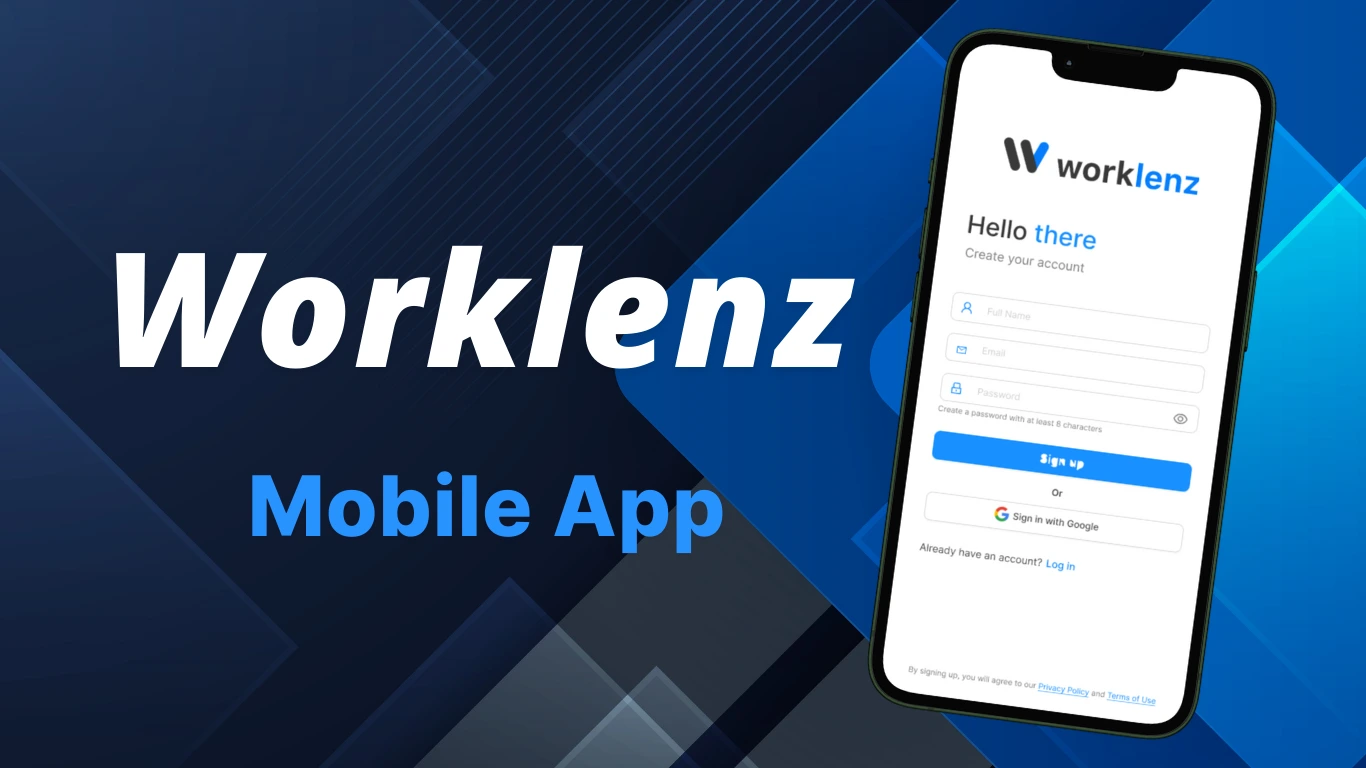 Worklenz
Mobile App
worklenz
Hello there
Create your account
Full Name
Email
Password
Create a password with at least 8 characters
Sign up
Or
Sign in with Google
Already have an account? Log in
By signing up, you will agree to our Privacy Policy and Terms of Use